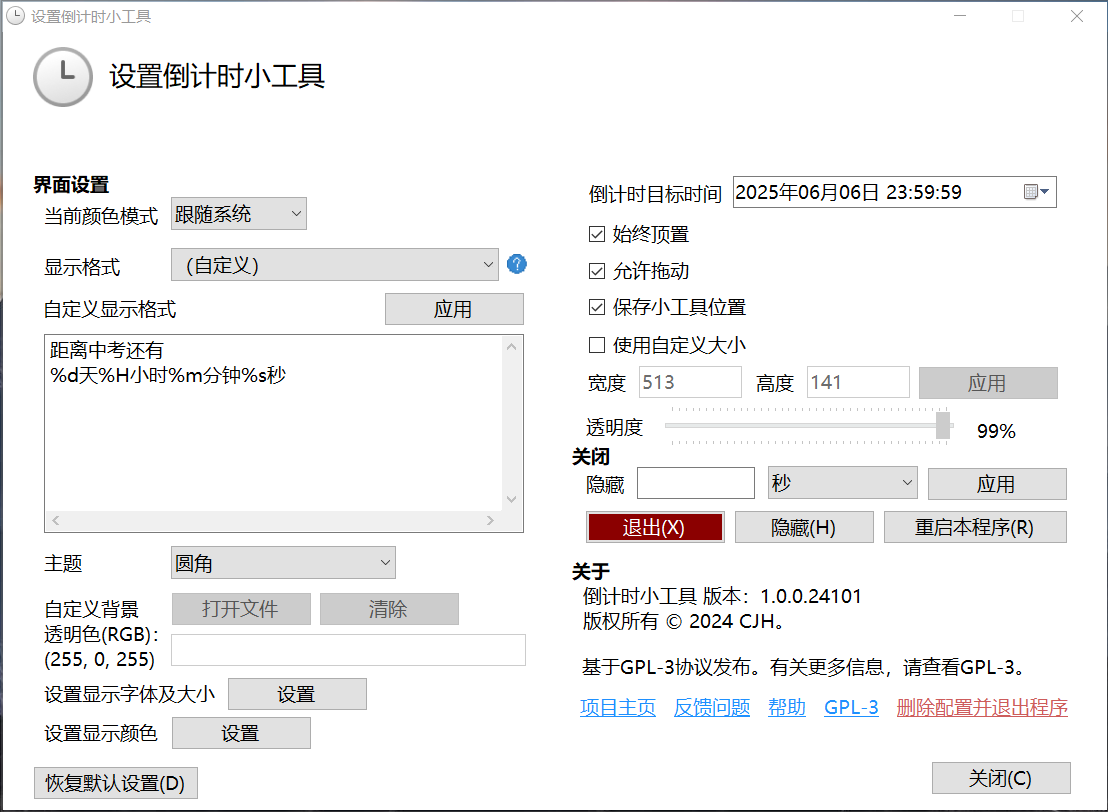 设置倒计时小工具
设置倒计时小工具
界面设置
当前颜色模式 跟随系统
显示格式 (自定义)
自定义显示格式 应用
距离中考还有
%d天%H小时%m分钟%s秒
主题 圆角
自定义背景 打开文件 清除
透明色(RGB):
(255, 0, 255)
设置显示字体及大小 设置
设置显示颜色 设置
恢复默认设置(D)
倒计时目标时间 2025年06月06日 23:59:59
始终顶置
允许拖动
保存小工具位置
使用自定义大小
宽度 513 高度 141 应用
透明度 99%
关闭
隐藏 秒 应用
退出(X) 隐藏(H) 重启本程序(R)
关于
倒计时小工具 版本：1.0.0.24101
版权所有 © 2024 CJH。
基于GPL-3协议发布。有关更多信息，请查看GPL-3。
项目主页 反馈问题 帮助 GPL-3 删除配置并退出程序
关闭(C)